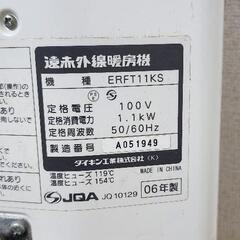 遠赤外線暖房機
機種 ERFT11KS
定格電圧 100V
定格消費電力 1.1kW
定格周波数 50/60Hz
製造番号 A051949
ダイキン工業株式会社(K)
MADE IN CHINA
温度ヒューズ 119℃
温度ヒューズ 154℃
JQA JQ10129 06年製